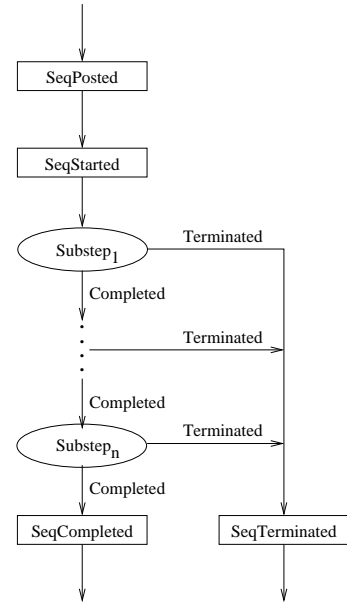 SeqPosted
SeqStarted
Substep1
Terminated
Completed
Terminated
Completed
Substepn
Terminated
Completed
SeqCompleted
SeqTerminated